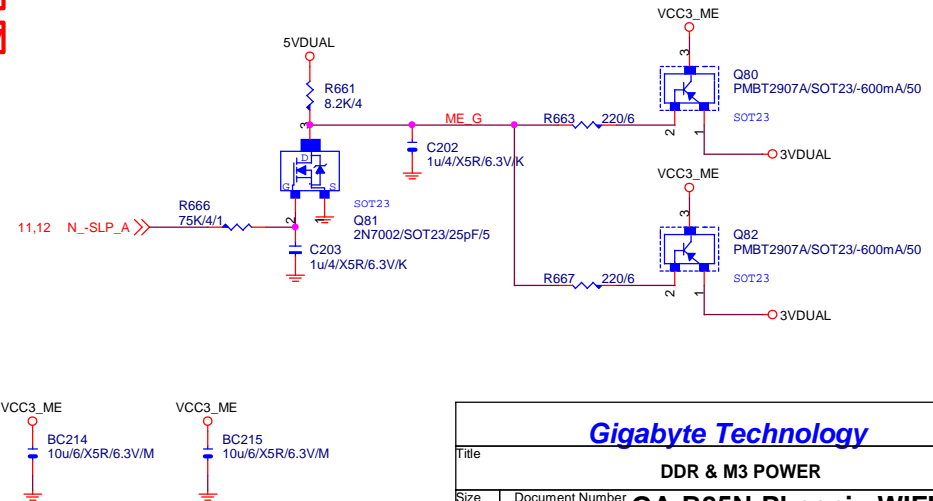 VCC3_ME
5VDUAL
3
Q80
PMBT2907A/SOT23/-600mA/50
R661
8.2K/4
SOT23
3
ME_G
R663
220/6
2
1
C202
1u/4/X5R/6.3V/K
3VDUAL
D
G
S
VCC3_ME
SOT23
R666
75K/4/1
2
1
Q81
2N7002/SOT23/25pF/5
3
11,12
N_-SLP_A
Q82
PMBT2907A/SOT23/-600mA/50
C203
1u/4/X5R/6.3V/K
SOT23
R667
220/6
2
1
3VDUAL
VCC3_ME
VCC3_ME
BC214
10u/6/X5R/6.3V/M
BC215
10u/6/X5R/6.3V/M
Gigabyte Technology
Title
DDR & M3 POWER
Size
Document Number